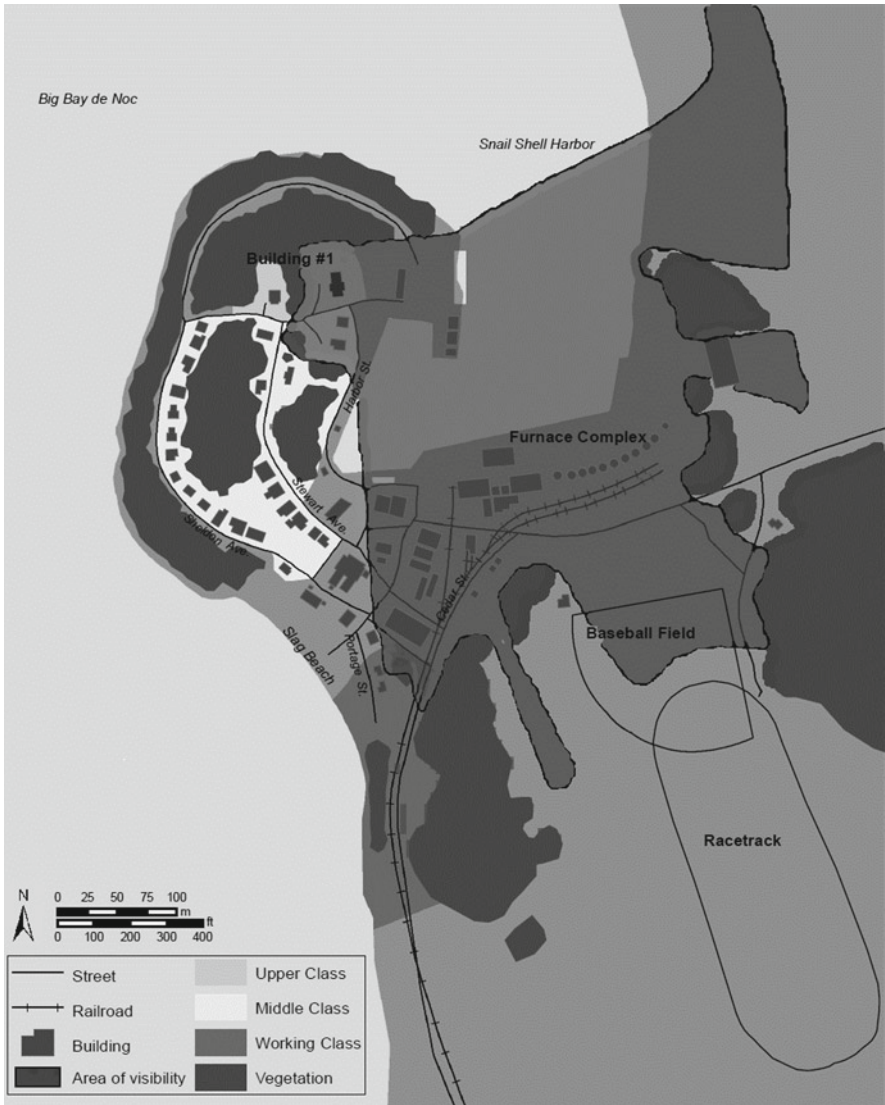 Big Bay de Noc
Snail Shell Harbor
Building #1
Harbor St.
Furnace Complex
Stewart Ave.
Sheldon Ave.
Cedar St.
Baseball Field
Slag Beach
Portage St.
Racetrack
N
0 25 50 75 100
m
ft
0 100 200 300 400
Street
Upper Class
Railroad
Middle Class
Building
Working Class
Area of visibility
Vegetation